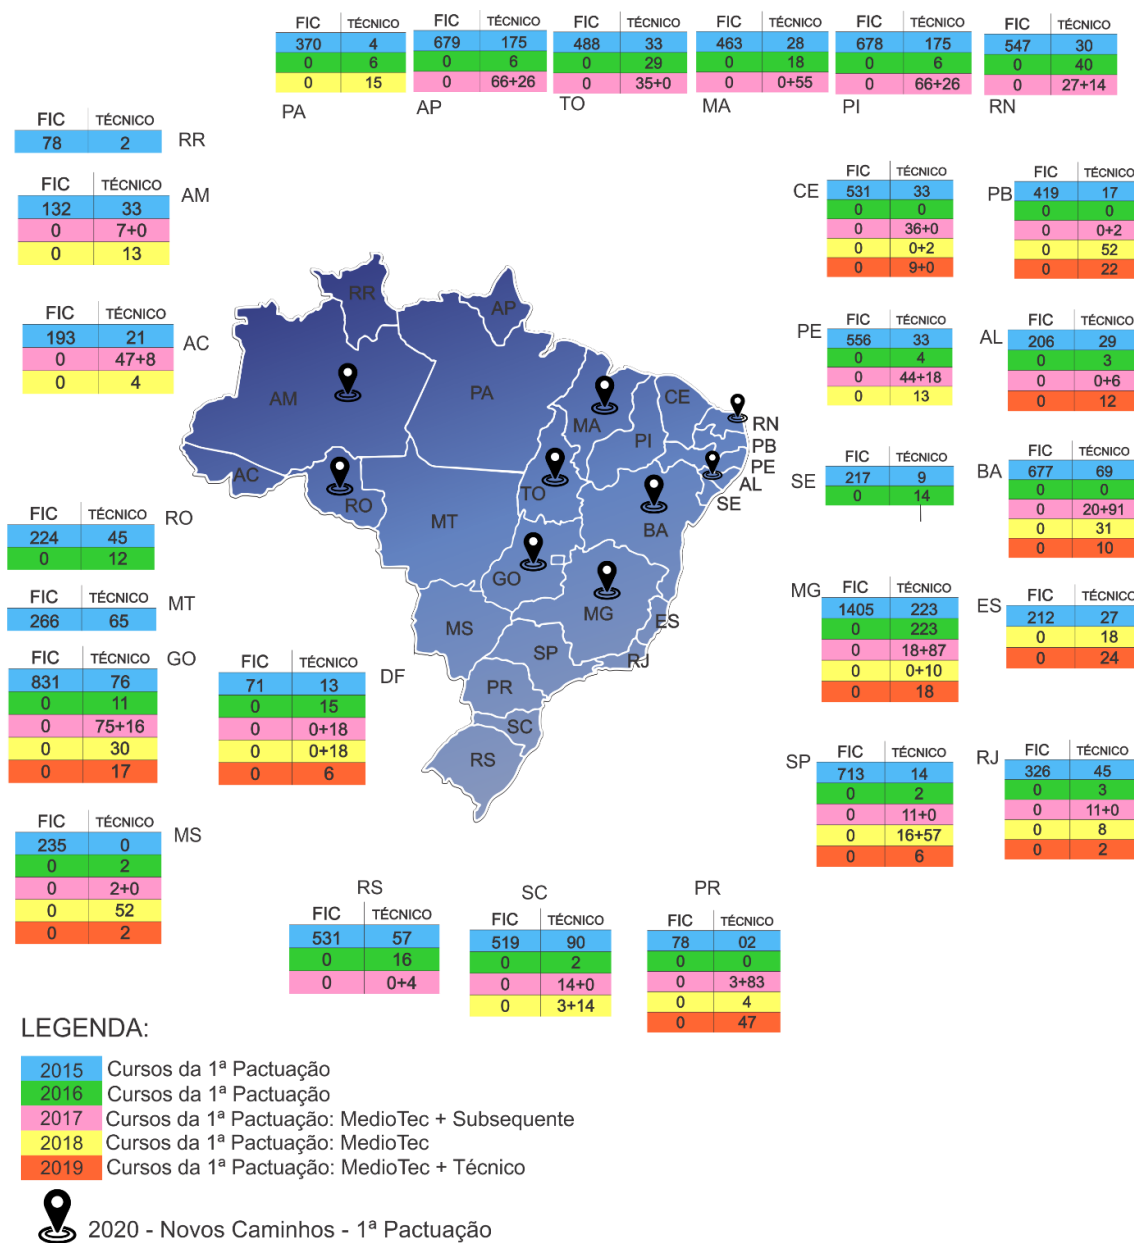 FIC TÉCNICO
370 4
0 6
0 15
PA
FIC TÉCNICO
679 175
0 6
0 66+26
AP
FIC TÉCNICO
488 33
0 29
0 35+0
TO
FIC TÉCNICO
463 28
0 18
0 0+55
MA
FIC TÉCNICO
678 175
0 6
0 66+26
PI
FIC TÉCNICO
547 30
0 40
0 27+14
RN
FIC TÉCNICO
78 2
RR
FIC TÉCNICO
132 33
0 7+0
0 13
AM
FIC TÉCNICO
193 21
0 47+8
0 4
AC
CE
FIC TÉCNICO
531 33
0 0
0 36+0
0 0+2
0 9+0
PB
FIC TÉCNICO
419 17
0 0
0 0+2
0 52
0 22
PE
FIC TÉCNICO
556 33
0 4
0 44+18
0 13
AL
FIC TÉCNICO
206 29
0 3
0 0+6
0 12
SE
FIC TÉCNICO
217 9
0 14
BA
FIC TÉCNICO
677 69
0 0
0 20+91
0 31
0 10
RR
AP
AM
PA
MA
CE
RN
PI
PB
PE
AL
SE
AC
RO
TO
BA
MT
GO
MG
ES
MS
SP
RJ
PR
SC
RS
RO
FIC TÉCNICO
224 45
0 12
MT
FIC TÉCNICO
266 65
GO
FIC TÉCNICO
831 76
0 11
0 75+16
0 30
0 17
DF
FIC TÉCNICO
71 13
0 15
0 0+18
0 0+18
0 6
MG
FIC TÉCNICO
1405 223
0 223
0 18+87
0 0+10
0 18
ES
FIC TÉCNICO
212 27
0 18
0 24
SP
FIC TÉCNICO
713 14
0 2
0 11+0
0 16+57
0 6
RJ
FIC TÉCNICO
326 45
0 3
0 11+0
0 8
0 2
MS
FIC TÉCNICO
235 0
0 2
0 2+0
0 52
0 2
RS
FIC TÉCNICO
531 57
0 16
0 0+4
SC
FIC TÉCNICO
519 90
0 2
0 14+0
0 3+14
PR
FIC TÉCNICO
78 02
0 0
0 3+83
0 4
0 47
LEGENDA:
2015 Cursos da 1ª Pactuação
2016 Cursos da 1ª Pactuação
2017 Cursos da 1ª Pactuação: MedioTec + Subsequente
2018 Cursos da 1ª Pactuação: MedioTec
2019 Cursos da 1ª Pactuação: MedioTec + Técnico
2020 - Novos Caminhos - 1ª Pactuação